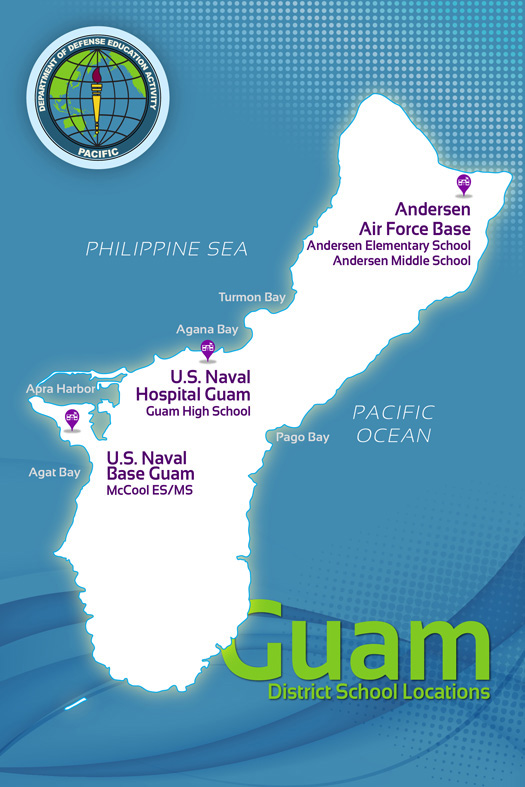 DEPARTMENT OF DEFENSE EDUCATION ACTIVITY
PACIFIC
Andersen
Air Force Base
Andersen Elementary School
Andersen Middle School
PHILIPPINE SEA
Turmon Bay
Agana Bay
U.S. Naval
Hospital Guam
Guam High School
Apra Harbor
PACIFIC
OCEAN
Pago Bay
U.S. Naval
Base Guam
McCool ES/MS
Agat Bay
Guam
District School Locations